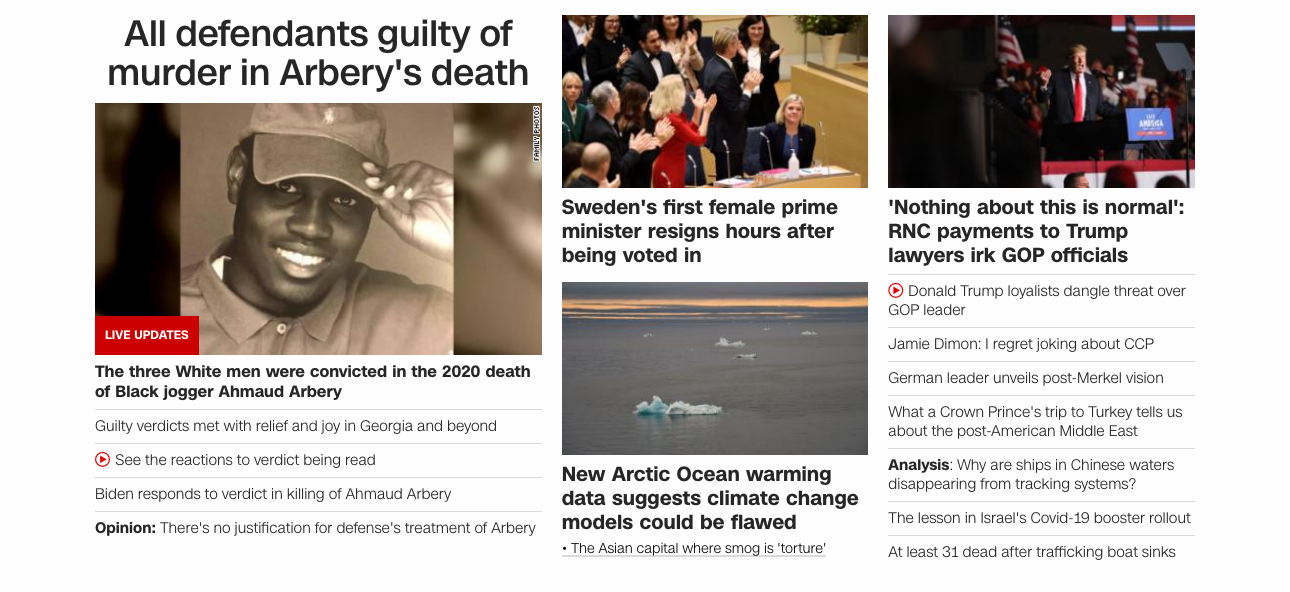 All defendants guilty of
murder in Arbery's death
FAMILY PHOTOS
LIVE UPDATES
The three White men were convicted in the 2020 death
of Black jogger Ahmaud Arbery
Guilty verdicts met with relief and joy in Georgia and beyond
See the reactions to verdict being read
Biden responds to verdict in killing of Ahmaud Arbery
Opinion: There's no justification for defense's treatment of Arbery
Sweden's first female prime
minister resigns hours after
being voted in
New Arctic Ocean warming
data suggests climate change
models could be flawed
• The Asian capital where smog is 'torture'
SAVE
AMERICA
'Nothing about this is normal':
RNC payments to Trump
lawyers irk GOP officials
Donald Trump loyalists dangle threat over
GOP leader
Jamie Dimon: I regret joking about CCP
German leader unveils post-Merkel vision
What a Crown Prince's trip to Turkey tells us
about the post-American Middle East
Analysis: Why are ships in Chinese waters
disappearing from tracking systems?
The lesson in Israel's Covid-19 booster rollout
At least 31 dead after trafficking boat sinks